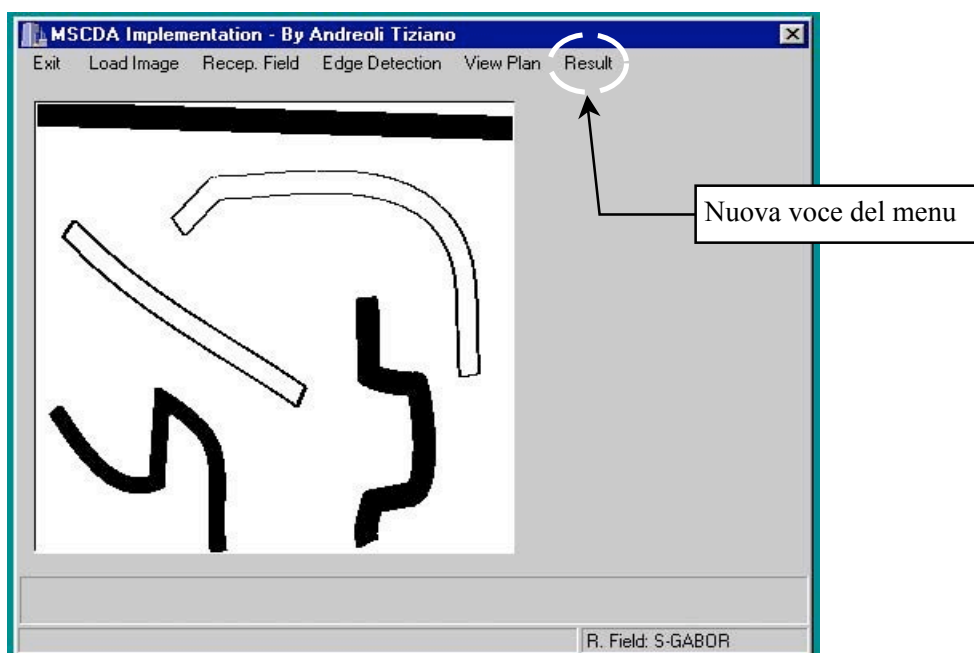 MSCDA Implementation - By Andreoli Tiziano
Exit Load Image Recep. Field Edge Detection View Plan Result
Nuova voce del menu
R. Field: S-GABOR